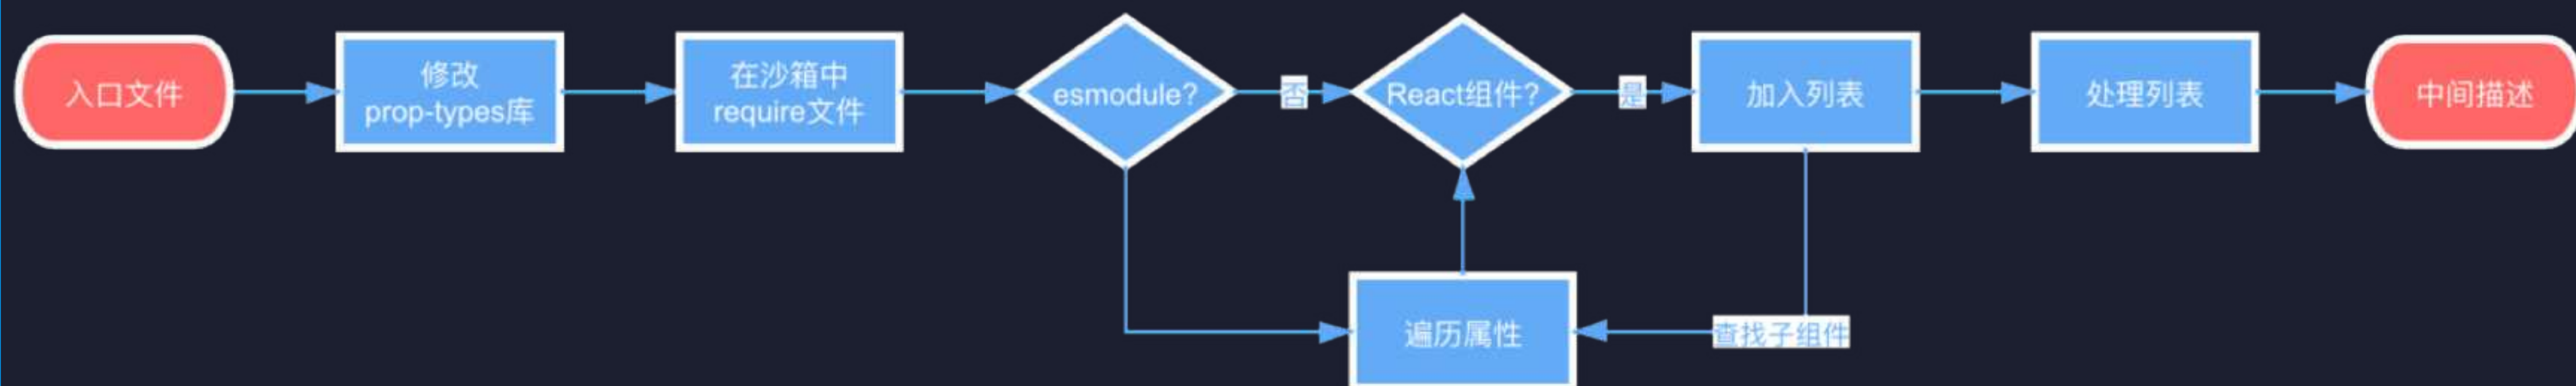 入口文件
修改
prop-types库
在沙箱中
require文件
esmodule?
否
React组件?
是
加入列表
处理列表
中间描述
遍历属性
查找子组件